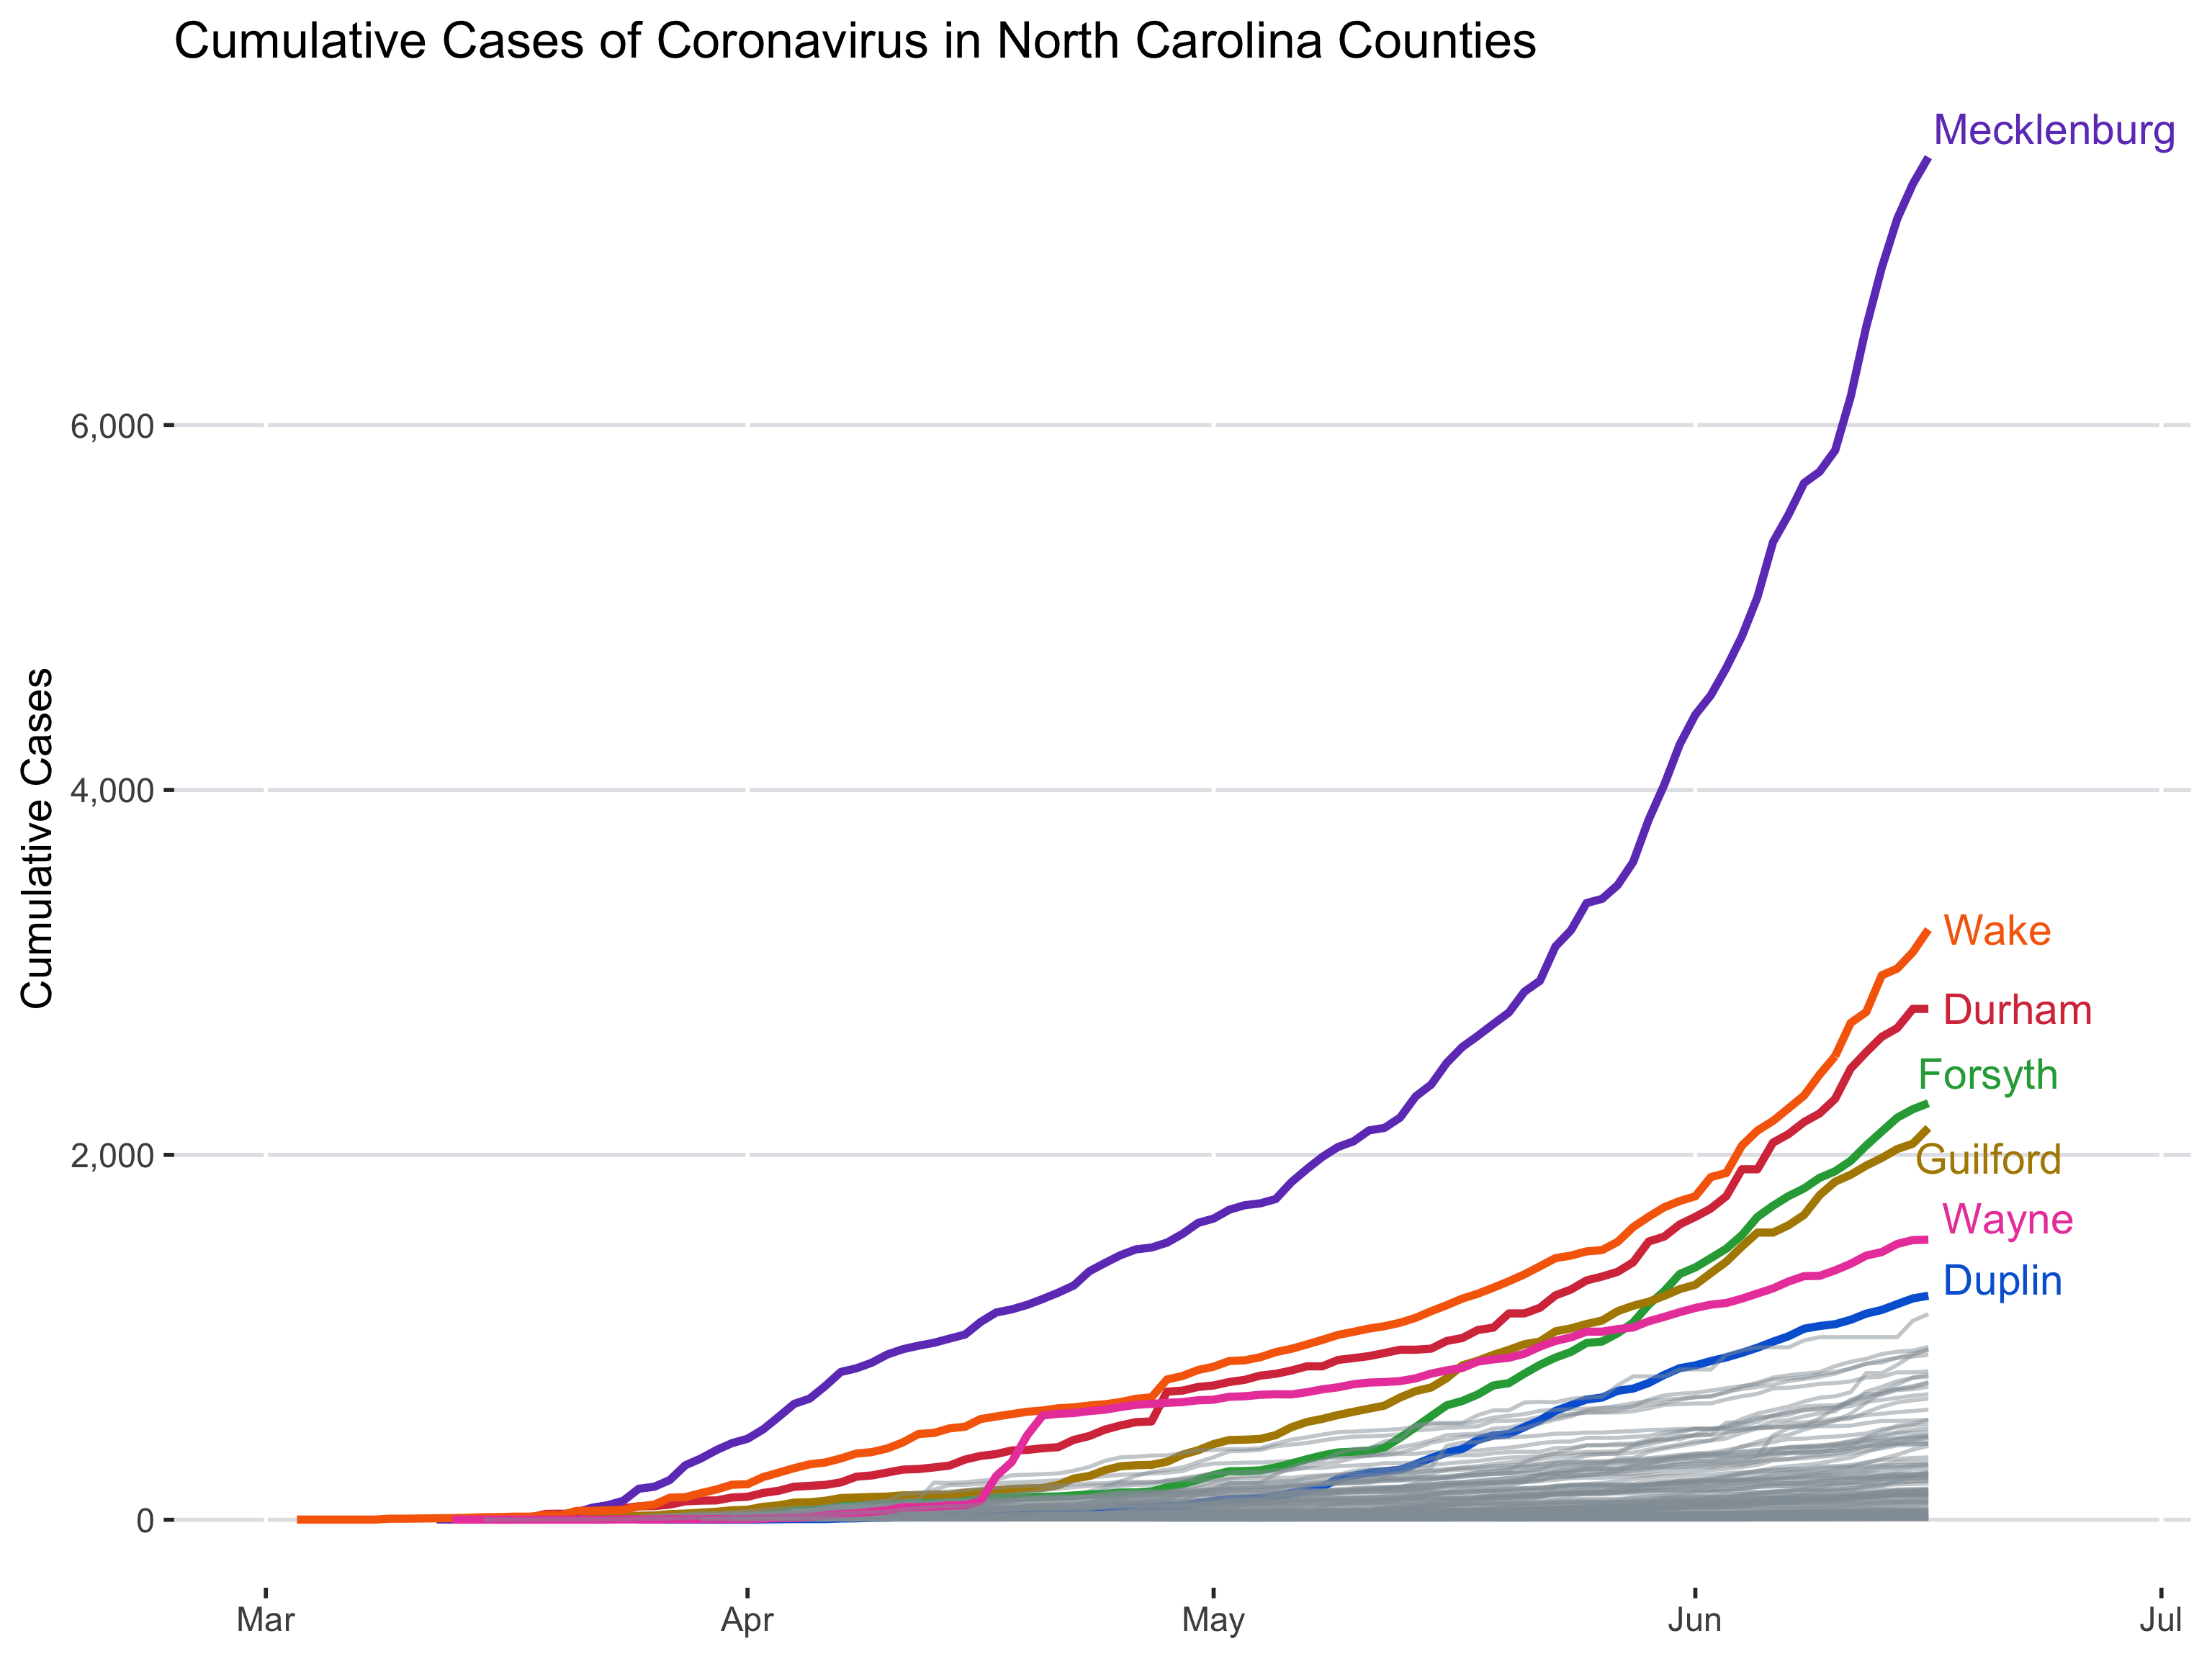 Cumulative Cases of Coronavirus in North Carolina Counties
Mecklenburg
6,000
4,000
Cumulative Cases
Wake
Durham
Forsyth
2,000
Guilford
Wayne
Duplin
0
Mar
Apr
May
Jun
Jul